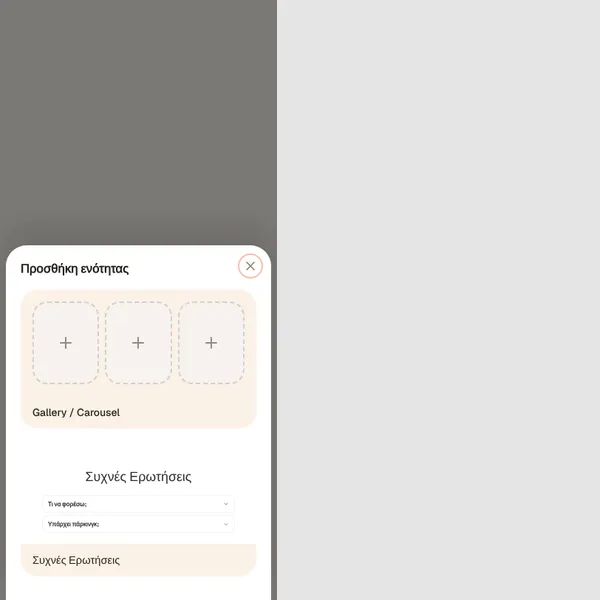 Προσθήκη ενότητας
Gallery / Carousel
Συχνές Ερωτήσεις
Τι να φορέσω;
Υπάρχει πάρκινγκ;
Συχνές Ερωτήσεις